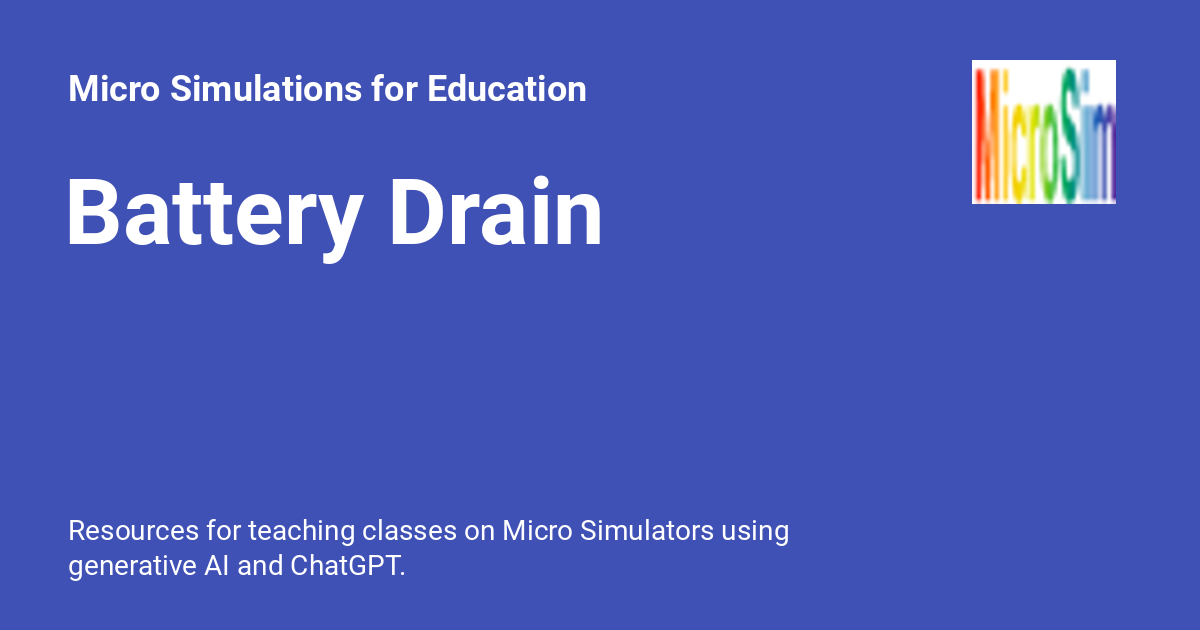 Micro Simulations for Education
MicroSim
Battery Drain
Resources for teaching classes on Micro Simulators using
generative AI and ChatGPT.